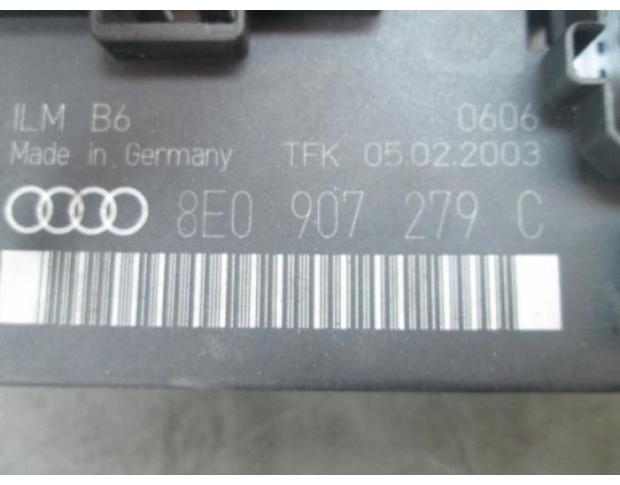 ILM B6 0606
Made in Germany TFK 05.02.2003
8E0 907 279 C